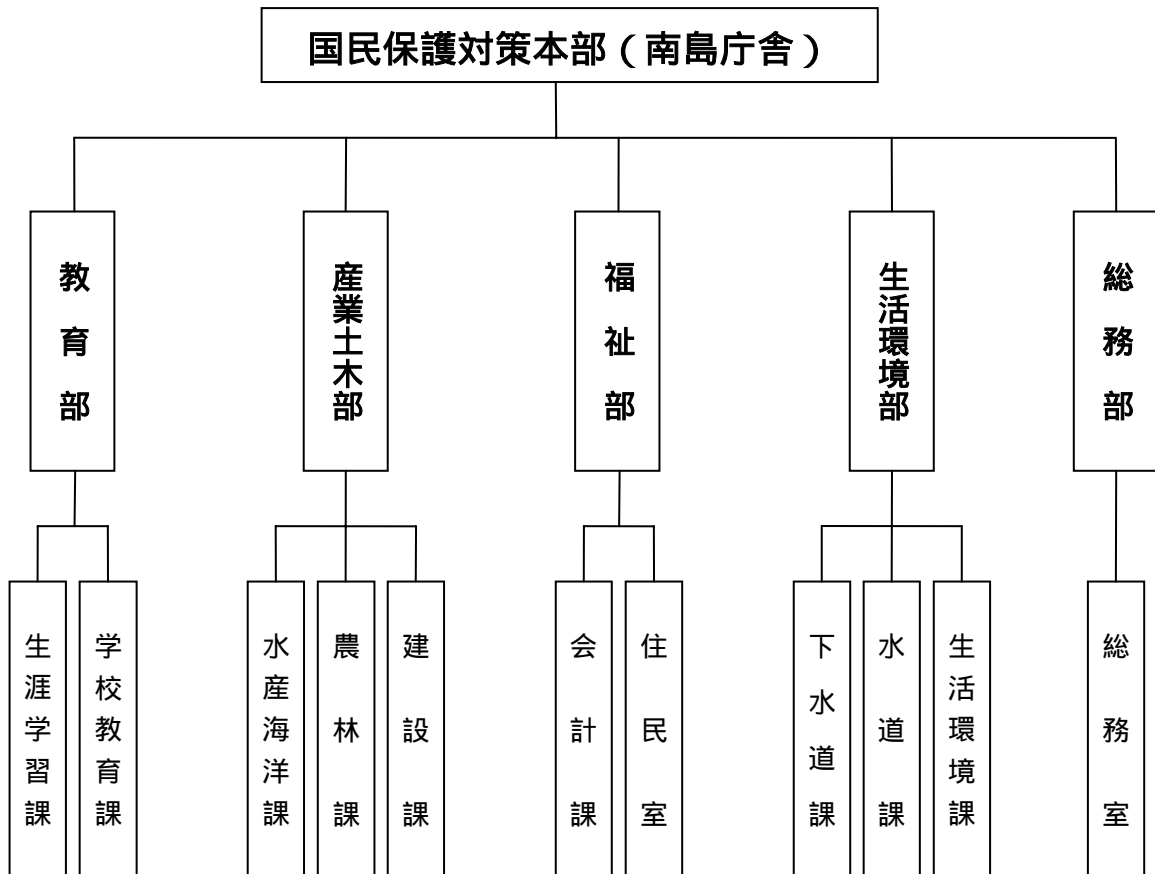 国民保護対策本部（南島庁舎）
総務部
生活環境部
福祉部
産業土木部
教育部
総務室
生活環境課
水道課
下水道課
住民室
会計課
建設課
農林課
水産海洋課
学校教育課
生涯学習課